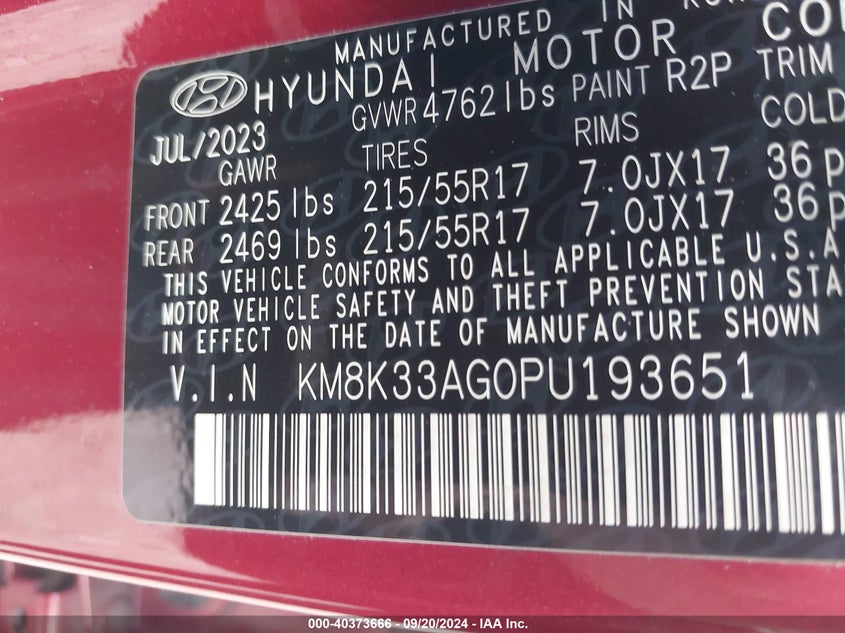 MANUFACTURED IN
HYUNDAI MOTOR
JUL/2023 GVWR 4762 lbs PAINT R2P TRIM
GAWR TIRES RIMS COLD
FRONT 2425 lbs 215/55R17 7.0JX17 36
REAR 2469 lbs 215/55R17 7.0JX17 36
THIS VEHICLE CONFORMS TO ALL APPLICABLE U.S.A
MOTOR VEHICLE SAFETY AND THEFT PREVENTION STA
IN EFFECT ON THE DATE OF MANUFACTURE SHOWN
V.I.N KM8K33AG0PU193651
000-40373666 - 09/20/2024 - IAAI Inc.